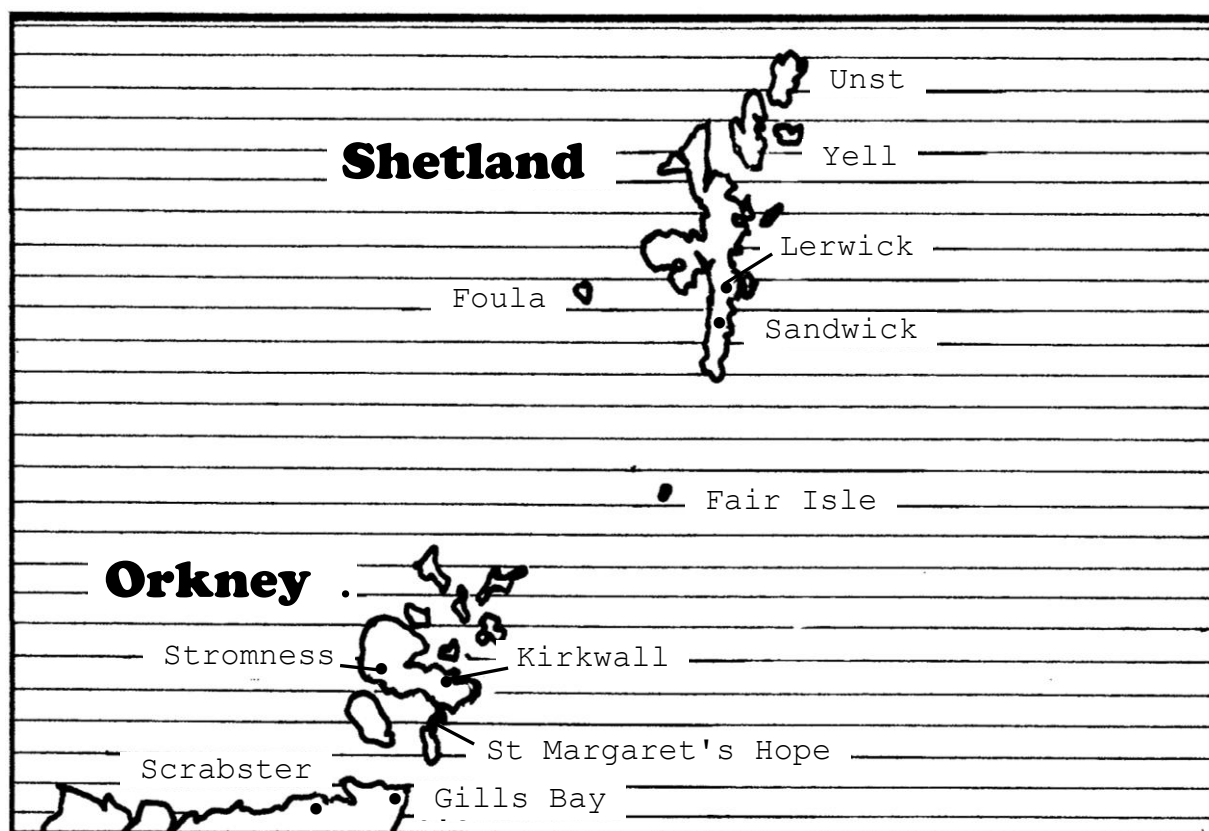 Unst
Shetland
Yell
Lerwick
Foula
Sandwick
Fair Isle
Orkney
Stromness
Kirkwall
St Margaret's Hope
Scrabster
Gills Bay